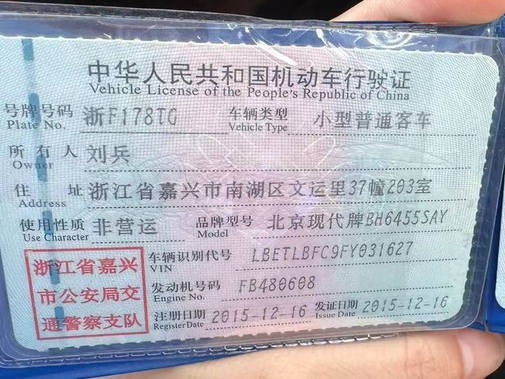 中华人民共和国机动车行驶证
Vehicle License of the People's Republic of China
号牌号码 浙F178TG 车辆类型 小型普通客车
Plate No. Vehicle Type
所有人 刘兵
Owner
住址 浙江省嘉兴市南湖区文运里37幢203室
Address
使用性质 非营运 品牌型号 北京现代牌BH6455SAY
Use Character Model
浙江省嘉兴
市公安局交
通警察支队
车辆识别代号 LBETLBFC9FY031627
VIN
发动机号码 FB480608
Engine No.
注册日期 2015-12-16 发证日期 2015-12-16
Register Date Issue Date